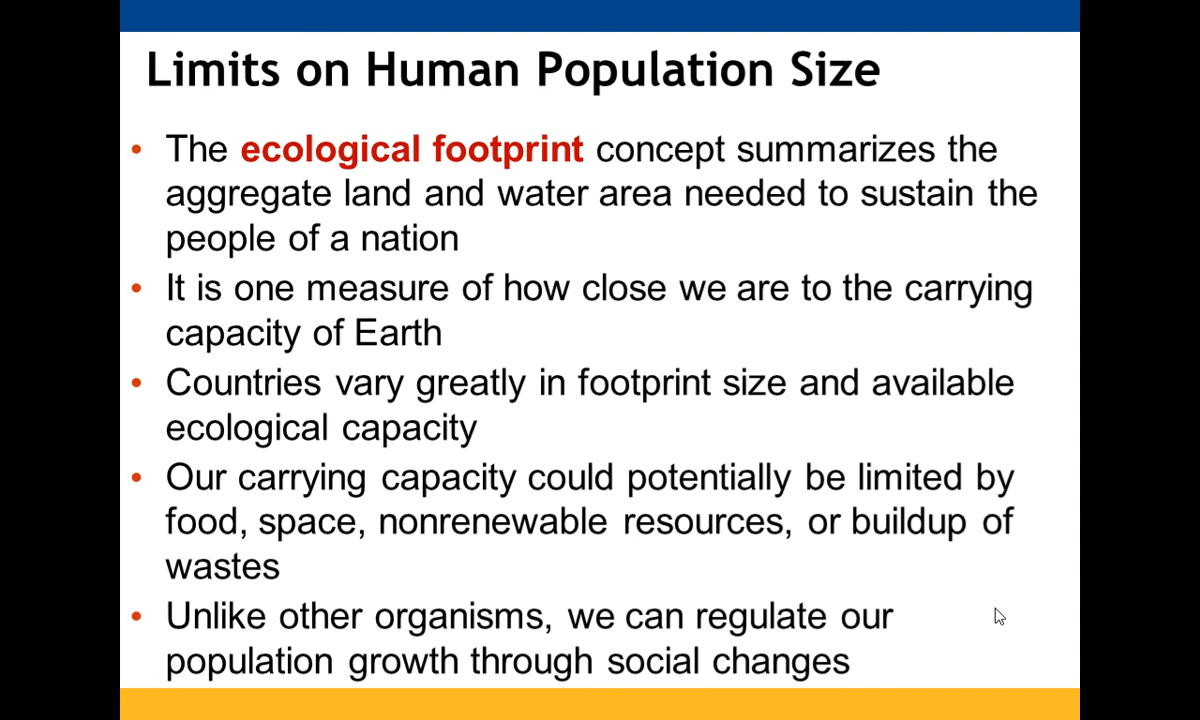 Limits on Human Population Size
• The ecological footprint concept summarizes the
aggregate land and water area needed to sustain the
people of a nation
• It is one measure of how close we are to the carrying
capacity of Earth
• Countries vary greatly in footprint size and available
ecological capacity
• Our carrying capacity could potentially be limited by
food, space, nonrenewable resources, or buildup of
wastes
• Unlike other organisms, we can regulate our
population growth through social changes